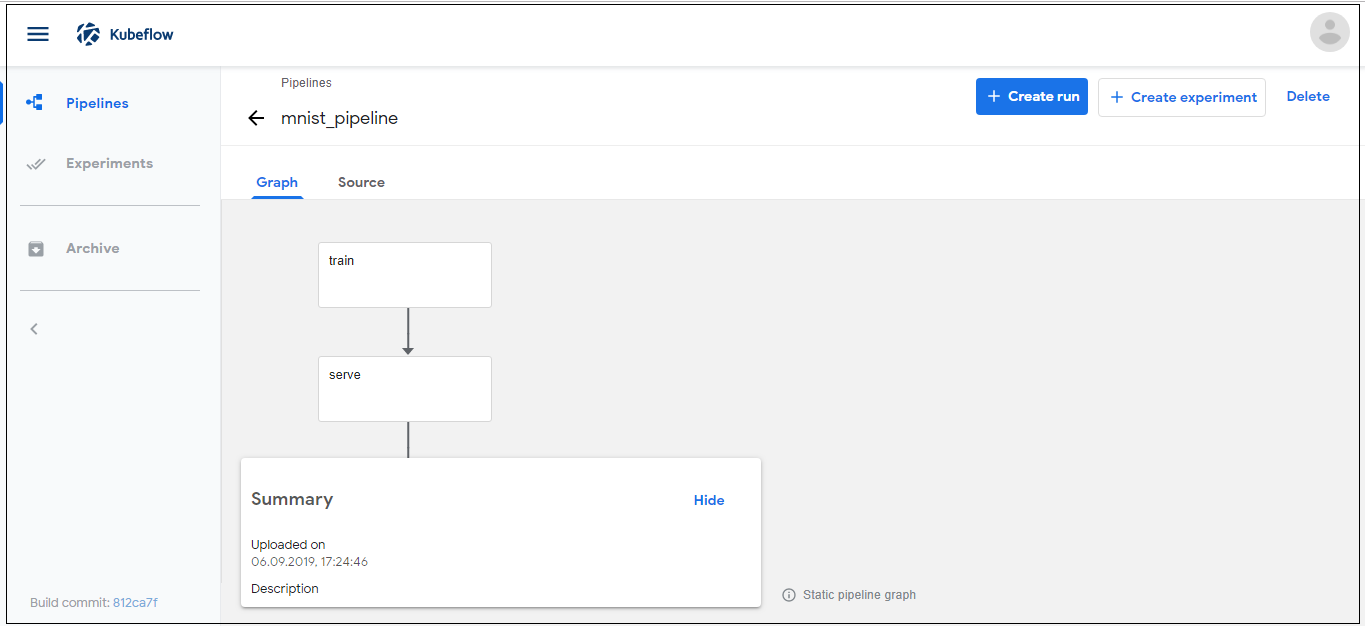 Kubeflow
Pipelines
Experiments
Archive
Build commit: 812ca7f
Pipelines
mnist_pipeline
+ Create run
+ Create experiment
Delete
Graph
Source
train
serve
Summary
Hide
Uploaded on
06.09.2019, 17:24:46
Description
Static pipeline graph